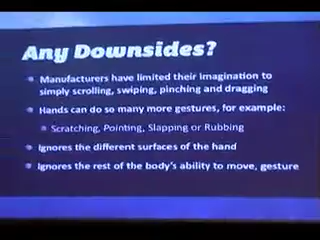 Any Downsides?
Manufacturers have limited their imagination to
simply scrolling, swiping, pinching and dragging
Hands can do so many more gestures, for example:
Scratching, Pointing, Slapping or Rubbing
Ignores the different surfaces of the hand
Ignores the rest of the body's ability to move, gesture